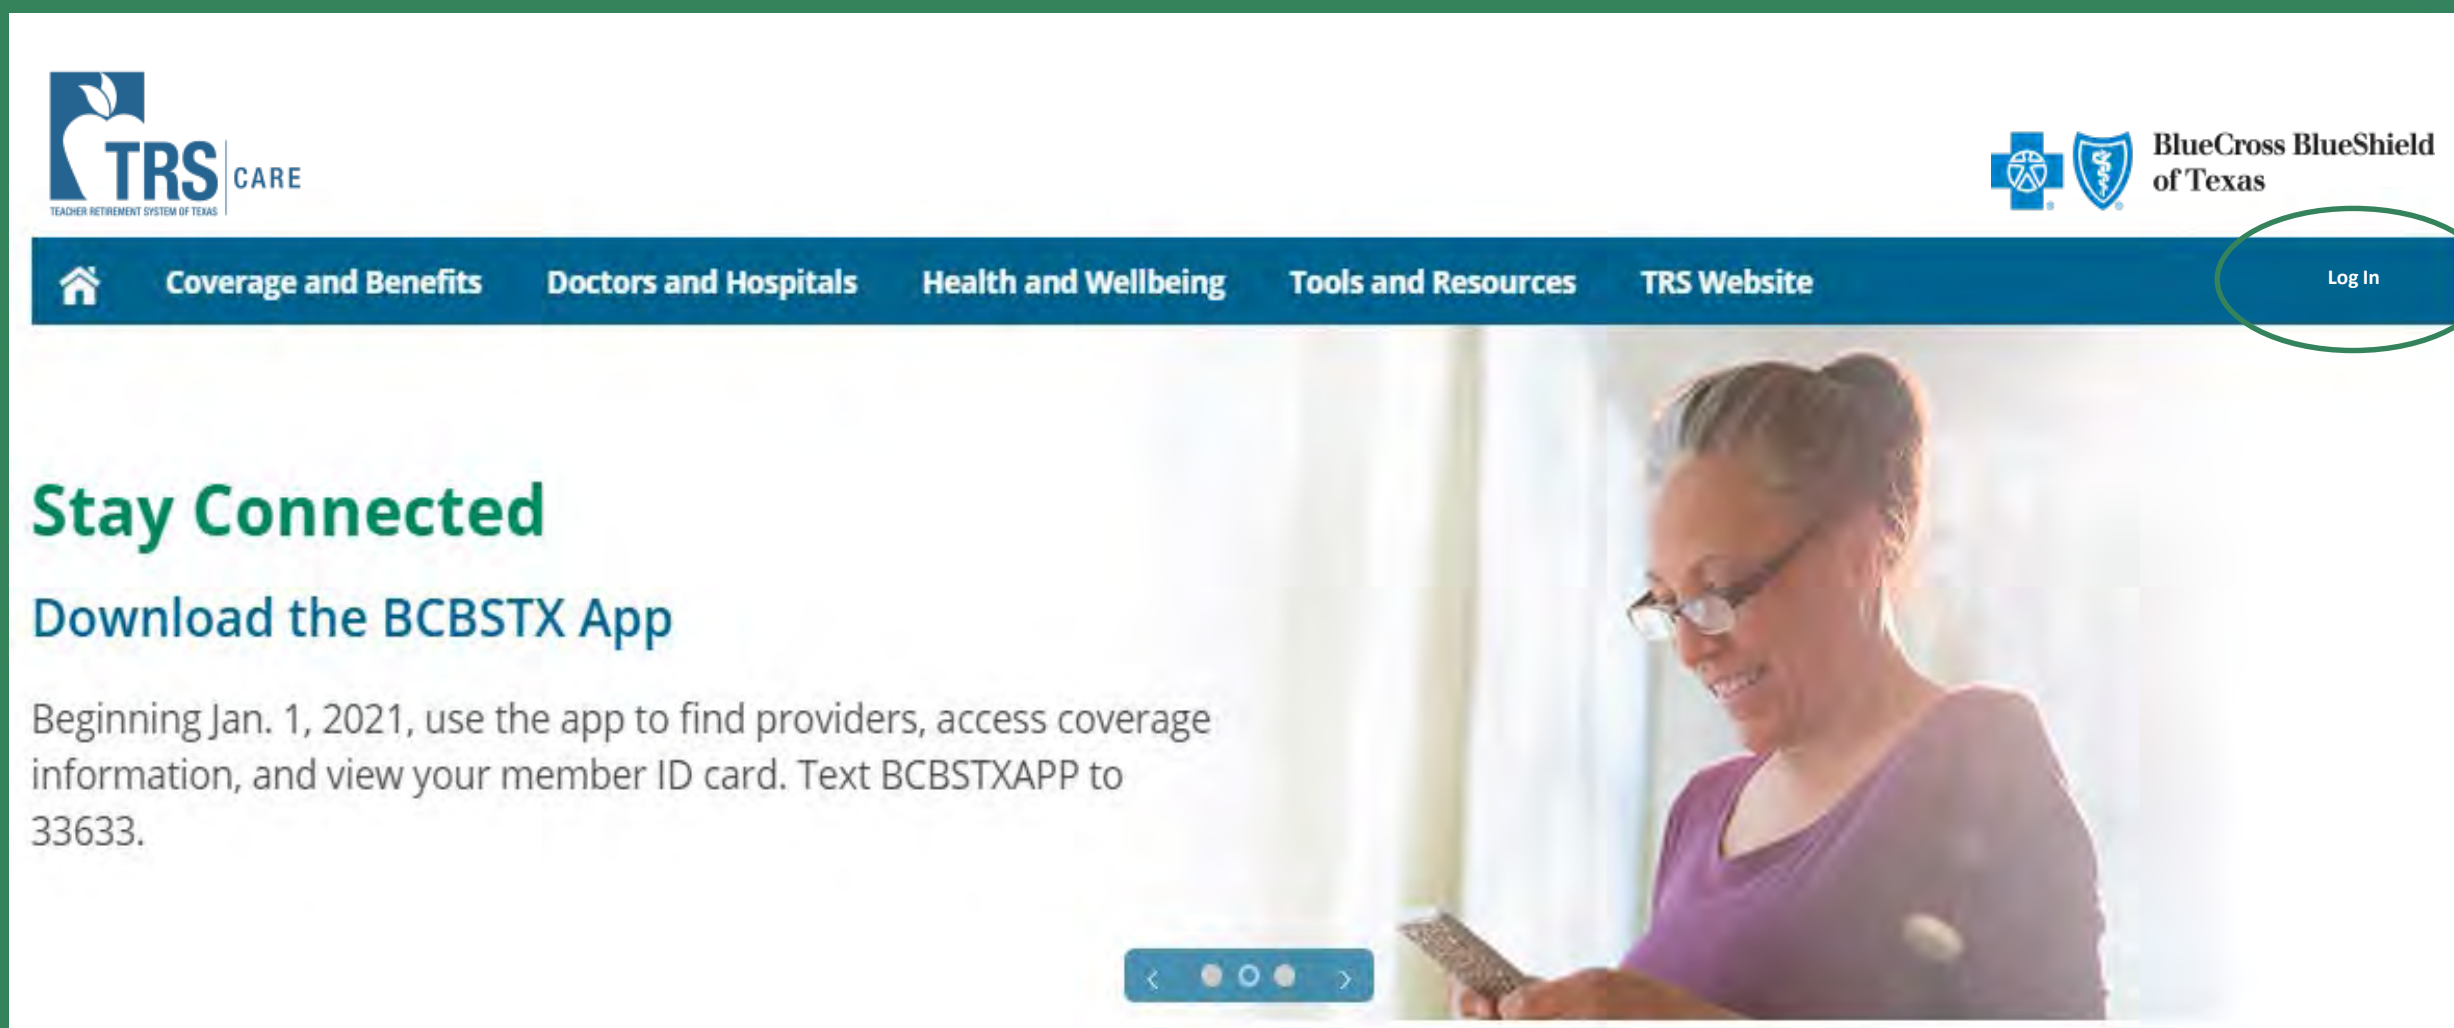 TRS CARE
TEACHER RETIREMENT SYSTEM OF TEXAS
BlueCross BlueShield
of Texas
Coverage and Benefits Doctors and Hospitals Health and Wellbeing Tools and Resources TRS Website Log In
Stay Connected
Download the BCBSTX App
Beginning Jan. 1, 2021, use the app to find providers, access coverage
information, and view your member ID card. Text BCBSTXAPP to
33633.